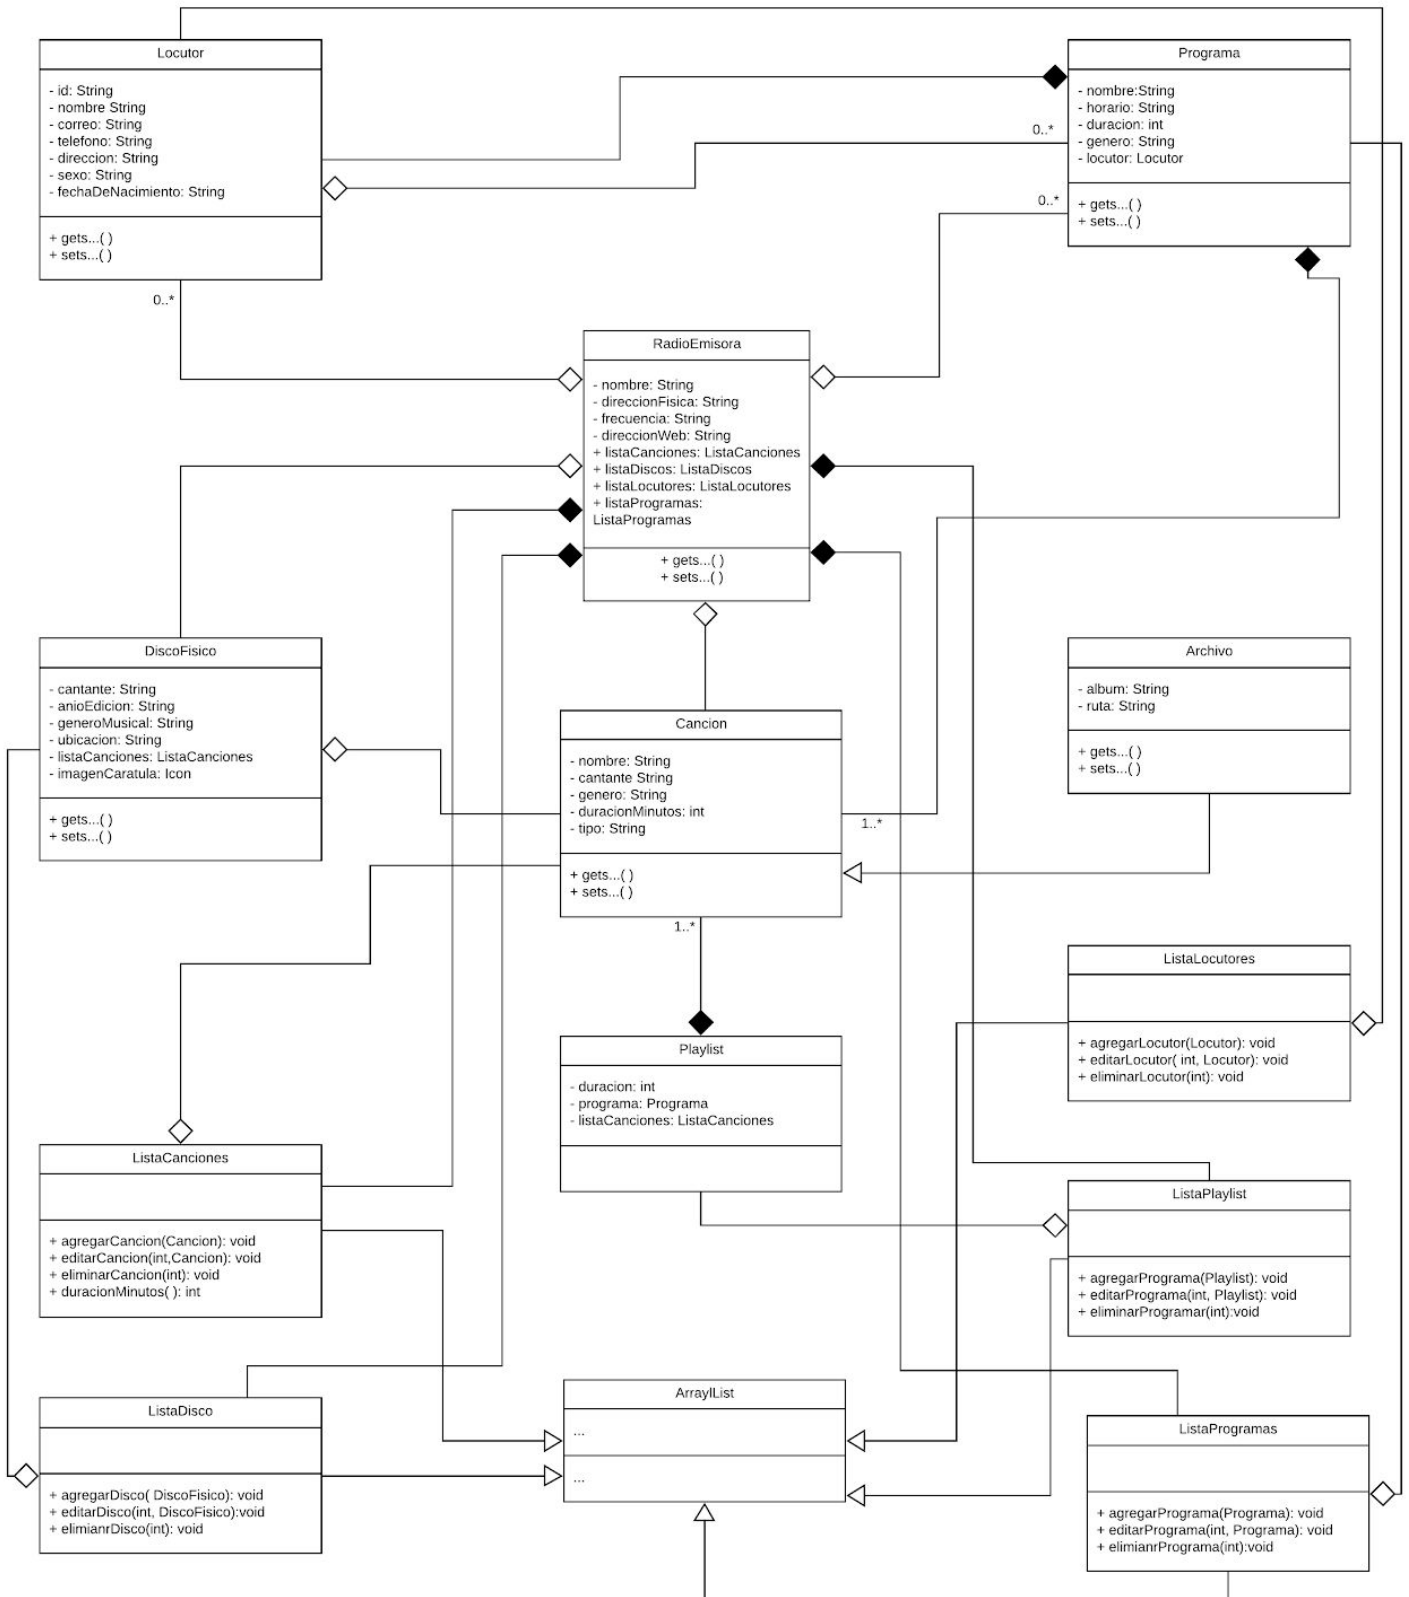 Locutor
- id: String
- nombre String
- correo: String
- telefono: String
- direccion: String
- sexo: String
- fechaDeNacimiento: String
+ gets...( )
+ sets...( )
0..*
Programa
- nombre:String
- horario: String
- duracion: int
- genero: String
- locutor: Locutor
+ gets...( )
+ sets...( )
0..*
0..*
RadioEmisora
- nombre: String
- direccionFisica: String
- frecuencia: String
- direccionWeb: String
+ listaCanciones: ListaCanciones
+ listaDiscos: ListaDiscos
+ listaLocutores: ListaLocutores
+ listaProgramas:
ListaProgramas
+ gets...( )
+ sets...( )
DiscoFisico
- cantante: String
- anioEdicion: String
- generoMusical: String
- ubicacion: String
- listaCanciones: ListaCanciones
- imagenCaratula: Icon
+ gets...( )
+ sets...( )
Cancion
- nombre: String
- cantante String
- genero: String
- duracionMinutos: int
- tipo: String
+ gets...( )
+ sets...( )
1..*
1..*
Archivo
- album: String
- ruta: String
+ gets...( )
+ sets...( )
ListaLocutores
+ agregarLocutor(Locutor): void
+ editarLocutor( int, Locutor): void
+ eliminarLocutor(int): void
Playlist
- duracion: int
- programa: Programa
- listaCanciones: ListaCanciones
ListaCanciones
+ agregarCancion(Cancion): void
+ editarCancion(int,Cancion): void
+ eliminarCancion(int): void
+ duracionMinutos( ): int
ListaPlaylist
+ agregarPrograma(Playlist): void
+ editarPrograma(int, Playlist): void
+ eliminarProgramar(int):void
ListaDisco
+ agregarDisco( DiscoFisico): void
+ editarDisco(int, DiscoFisico):void
+ elimianrDisco(int): void
ArraylList
...
...
ListaProgramas
+ agregarPrograma(Programa): void
+ editarPrograma(int, Programa): void
+ elimianrPrograma(int):void